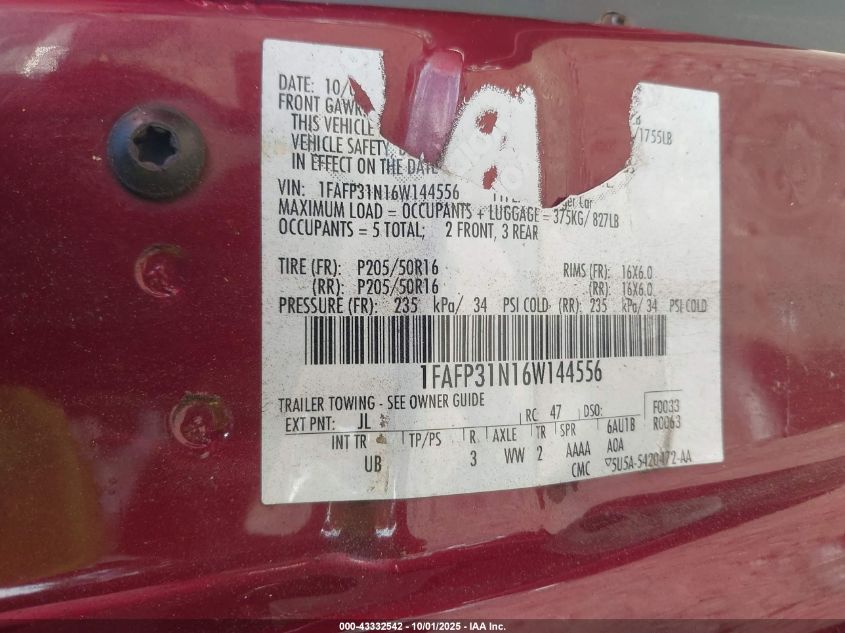 DATE: 10/
FRONT GAWR
1755LB
THIS VEHICLE
VEHICLE SAFETY,
IN EFFECT ON THE DATE
VIN: 1FAFP31N16W144556
MAXIMUM LOAD = OCCUPANTS + LUGGAGE = 375KG/ 827LB
OCCUPANTS = 5 TOTAL; 2 FRONT, 3 REAR
TIRE (FR): P205/50R16 RIMS (FR): 16X6.0
(RR): P205/50R16 (RR): 16X6.0
PRESSURE (FR): 235 kPa/ 34 PSI COLD (RR): 235 kPa/ 34 PSI COLD
1FAFP31N16W144556
TRAILER TOWING - SEE OWNER GUIDE
EXT PNT: JL RC 47 DSO: F0033
R0063
INT TR TP/PS R AXLE TR SPR 6AU1B
UB 3 WW 2 AAAA A0A
CMC 5U5A-5420472-AA
000-43332542 - 10/01/2025 - IAA Inc.